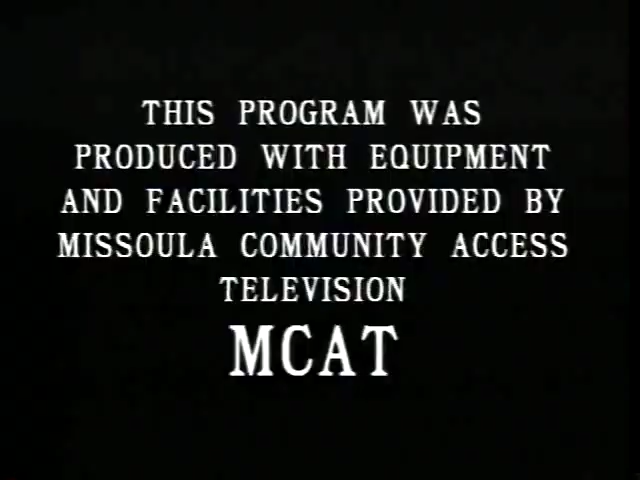 THIS PROGRAM WAS
PRODUCED WITH EQUIPMENT
AND FACILITIES PROVIDED BY
MISSOULA COMMUNITY ACCESS
TELEVISION
MCAT